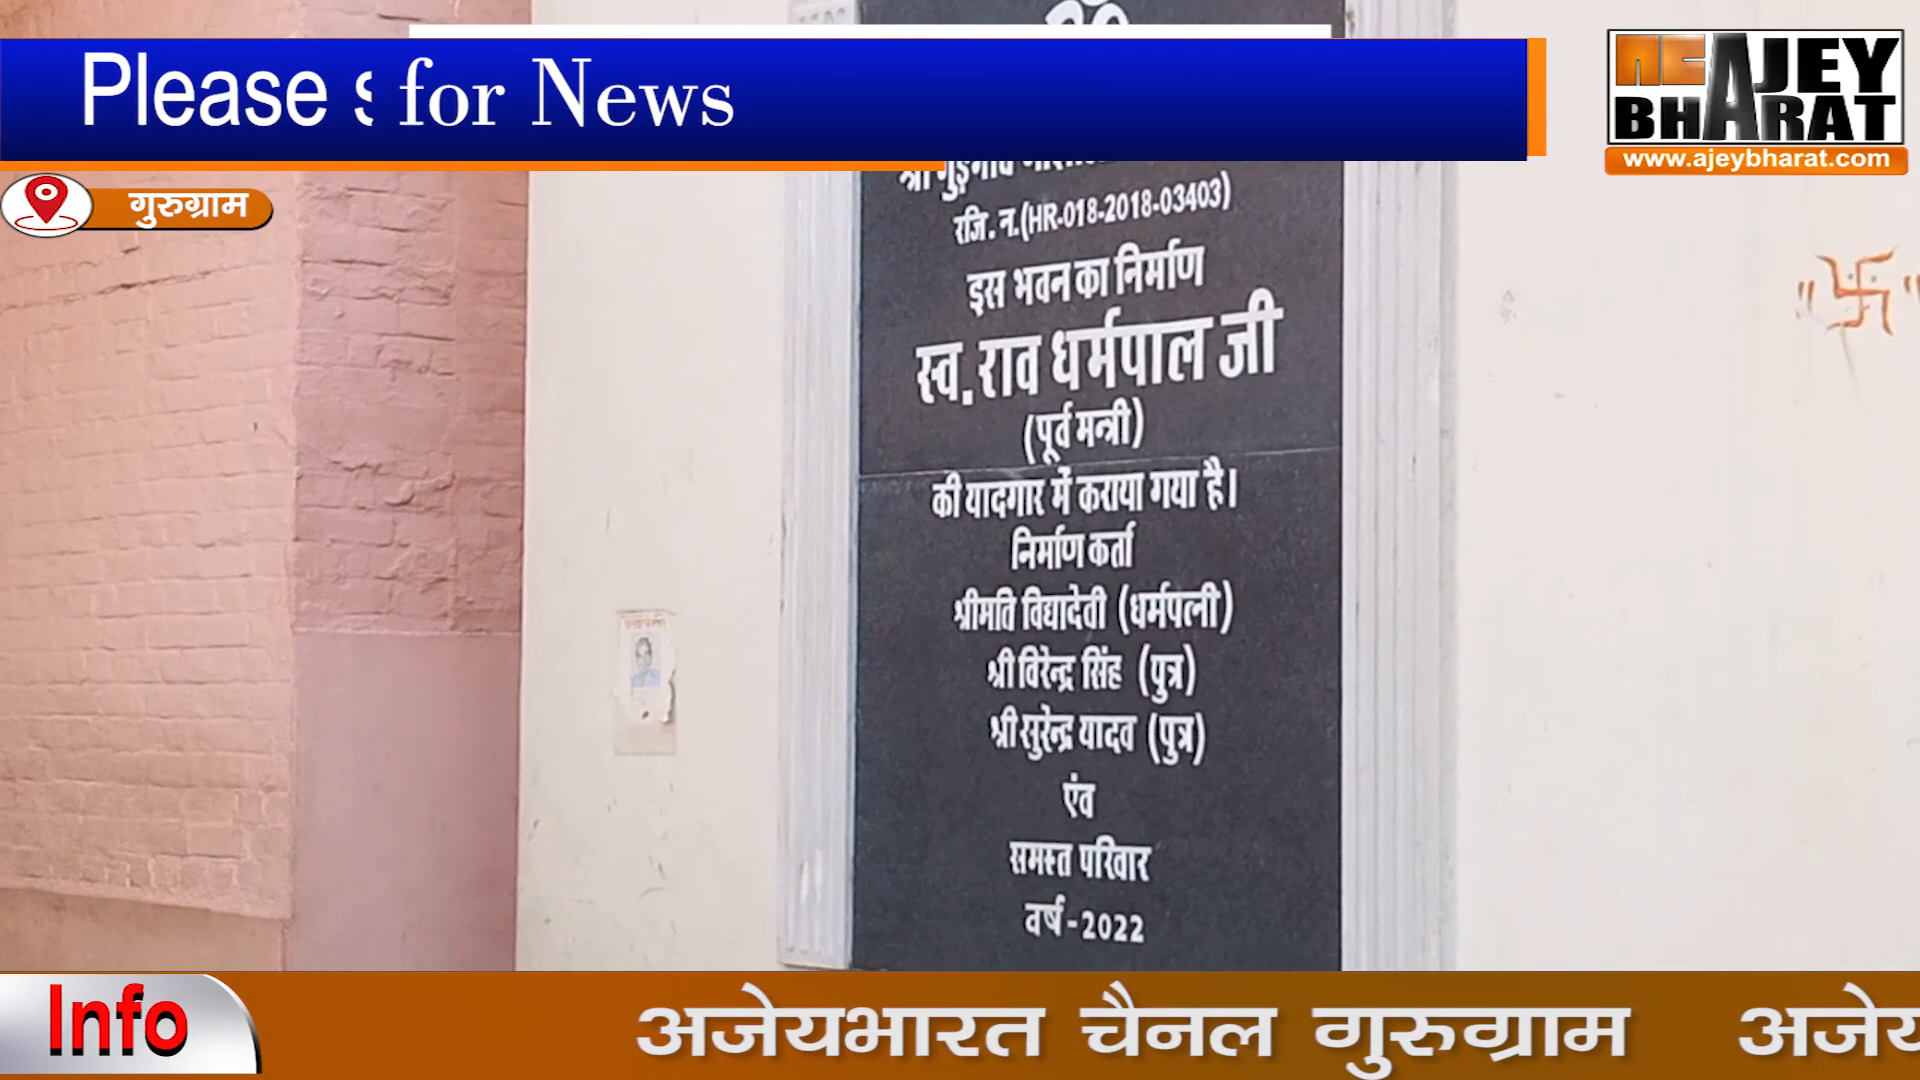 ॐ
Please s for News
AJEY
BHARAT
www.ajeybharat.com
गुरुग्राम
श्री गुड़गांव
रजि. न.(HR-018-2018-03403)
इस भवन का निर्माण
स्व. राव धर्मपाल जी
(पूर्व मन्त्री)
की यादगार में कराया गया है।
निर्माण कर्ता
श्रीमति विद्यादेवी (धर्मपत्नी)
श्री विरेन्द्र सिंह (पुत्र)
श्री सुरेन्द्र यादव (पुत्र)
एंव
समस्त परिवार
वर्ष-2022
Info
अजेयभारत चैनल गुरुग्राम अजेय